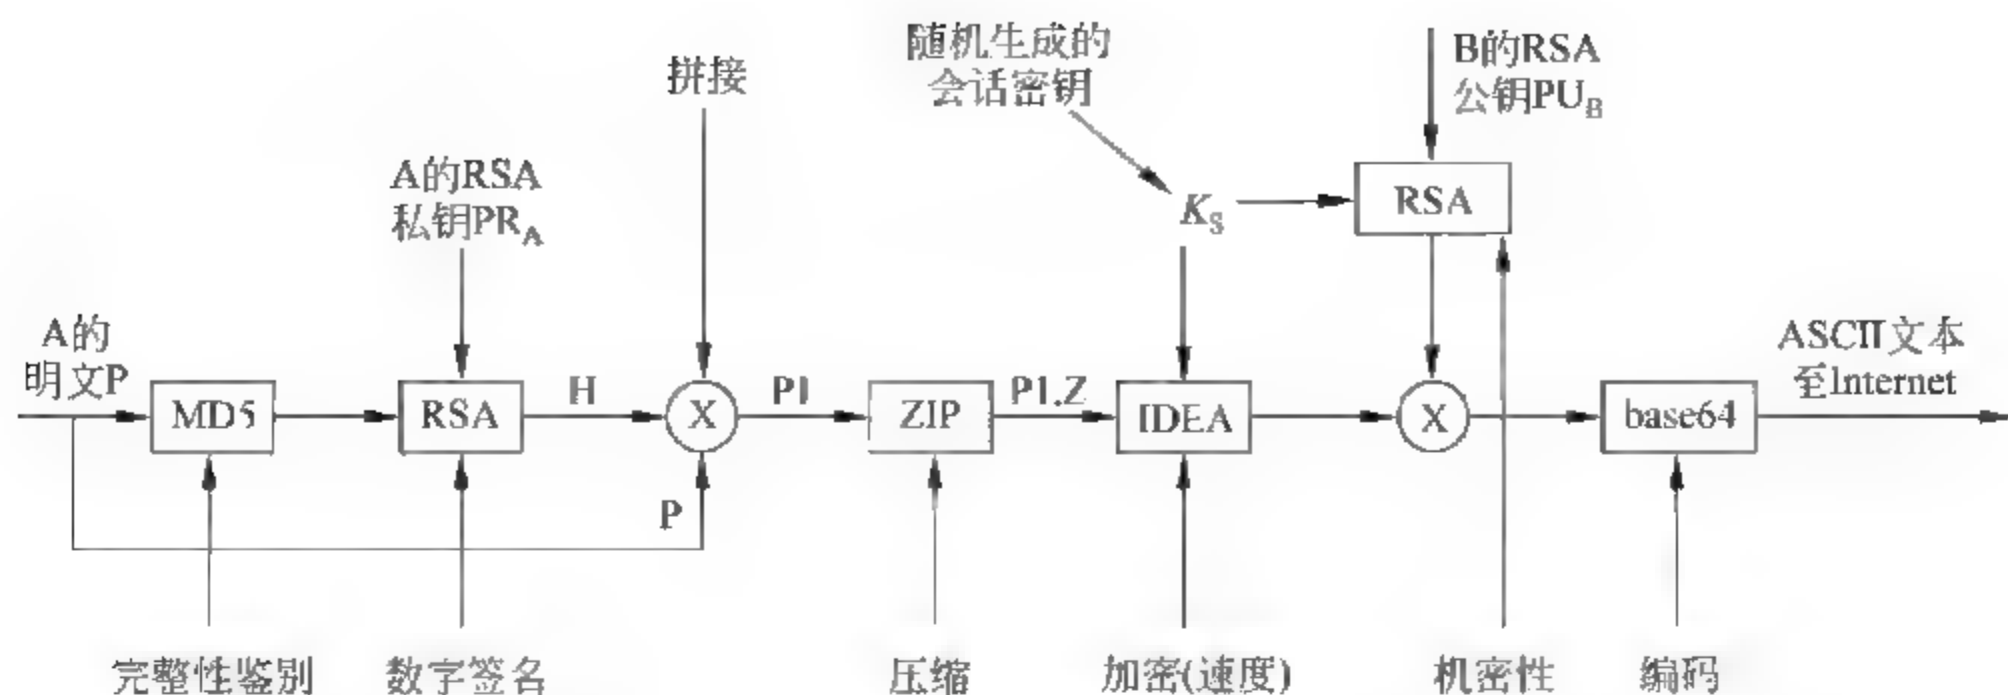 随机生成的
会话密钥
B的RSA
公钥PU_B
拼接
A的RSA
私钥PR_A
K_S
RSA
A的
明文P
MD5
RSA
H
X
P1
ZIP
P1.Z
IDEA
X
base64
ASCII文本
至Internet
P
完整性鉴别
数字签名
压缩
加密(速度)
机密性
编码